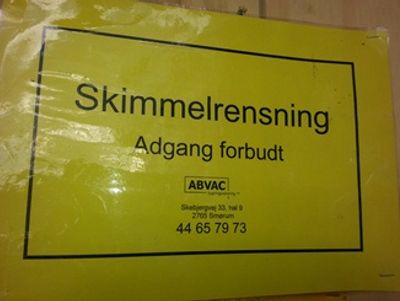 Skimmelrensning
Adgang forbudt
ABVAC
Skebjergvej 33, hal 9
2765 Smørum
44 65 79 73